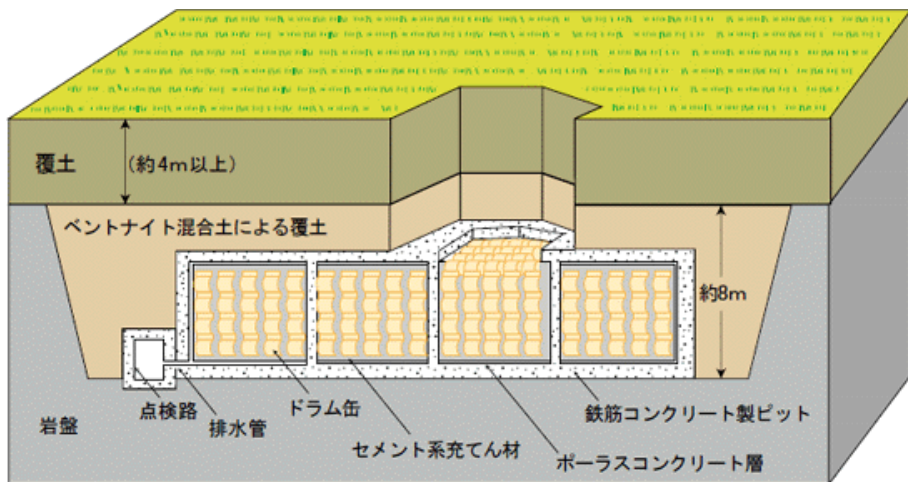 覆土
(約4m以上)
ベントナイト混合土による覆土
約8m
点検路
排水管
ドラム缶
セメント系充てん材
ポーラスコンクリート層
鉄筋コンクリート製ピット
岩盤